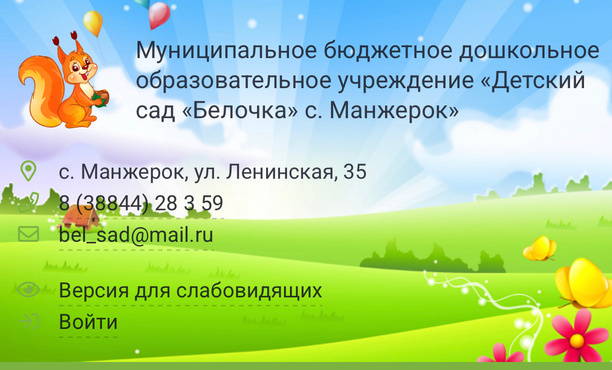 Муниципальное бюджетное дошкольное
образовательное учреждение «Детский
сад «Белочка» с. Манжерок»
с. Манжерок, ул. Ленинская, 35
8 (38844) 28 3 59
bel_sad@mail.ru
Версия для слабовидящих
Войти